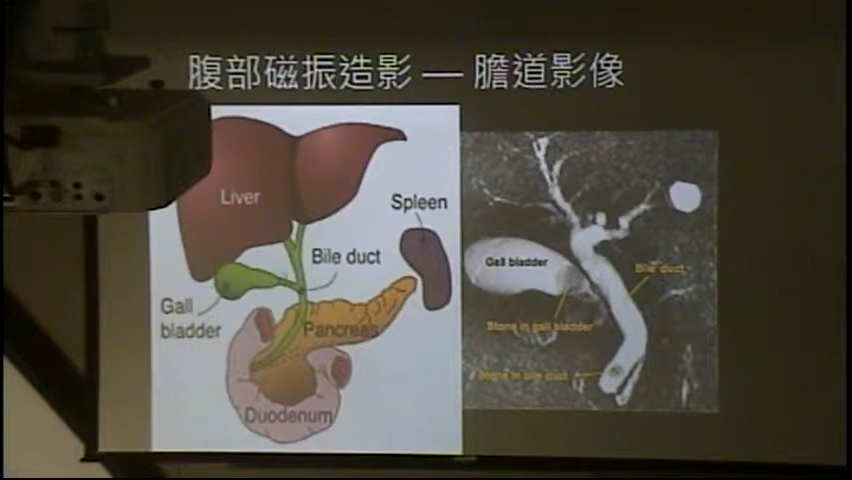 腹部磁振造影 — 膽道影像
Liver
Spleen
Bile duct
Gall
bladder
Pancreas
Duodenum
Gall bladder
Bile duct
Stone in gall bladder
Stone in bile duct